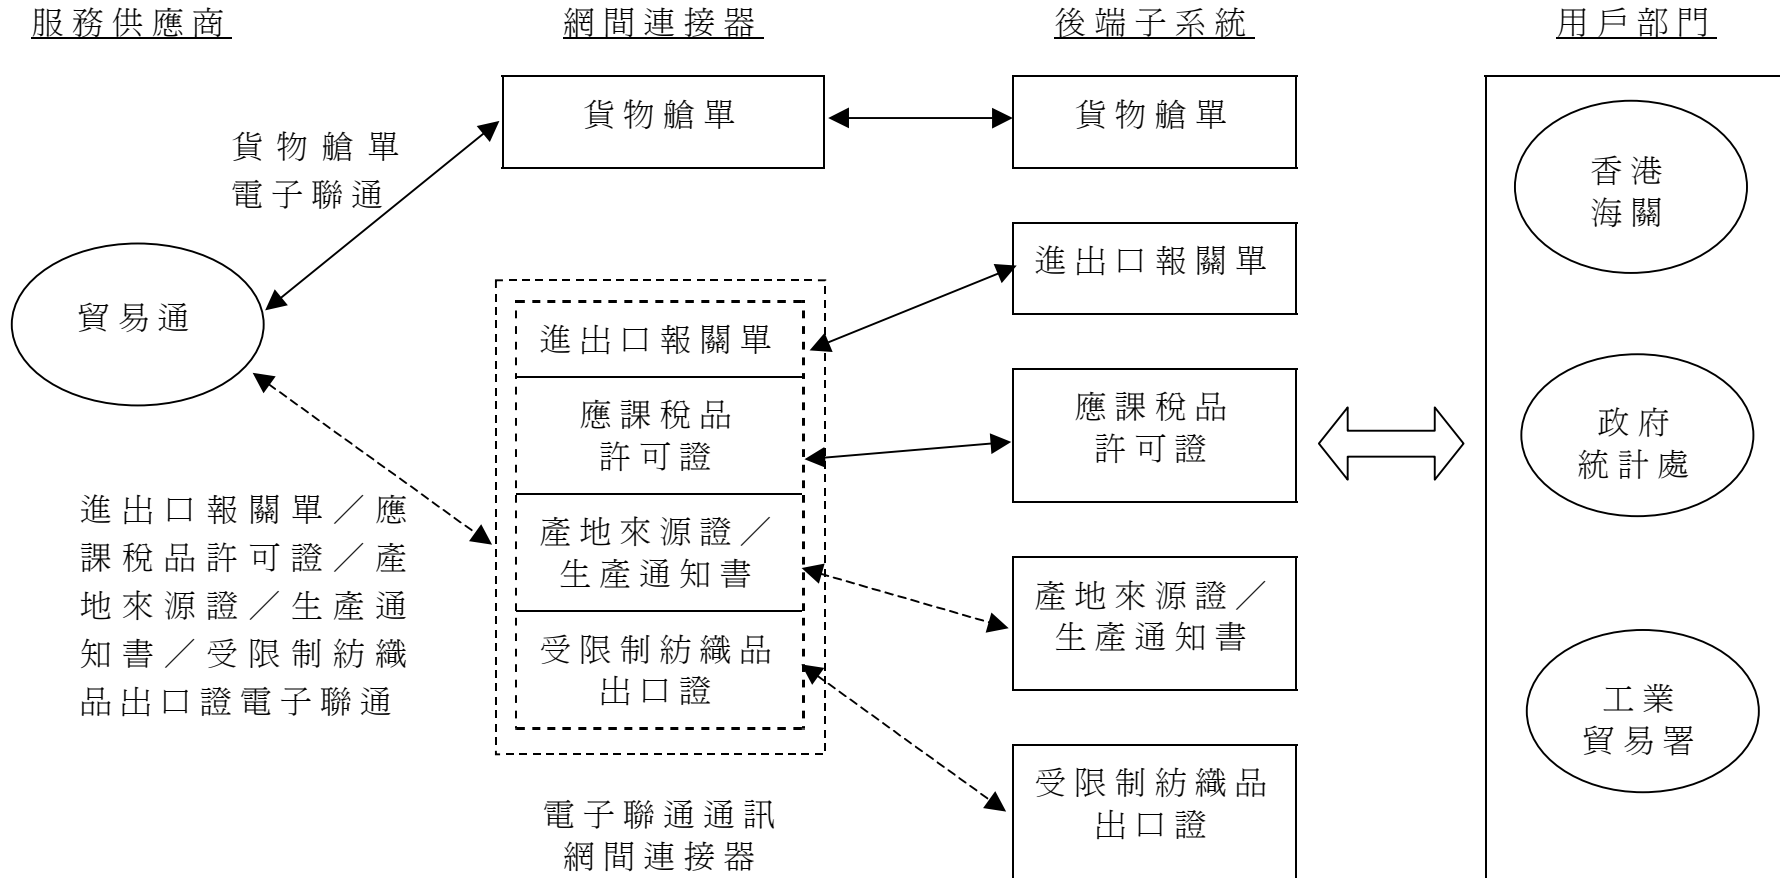 服務供應商
網間連接器
後端子系統
用戶部門
貨物艙單
電子聯通
貿易通
進出口報關單／應
課稅品許可證／產
地來源證／生產通
知書／受限制紡織
品出口證電子聯通
貨物艙單
進出口報關單
應課稅品
許可證
產地來源證／
生產通知書
受限制紡織品
出口證
電子聯通通訊
網間連接器
貨物艙單
進出口報關單
應課稅品
許可證
產地來源證／
生產通知書
受限制紡織品
出口證
香港
海關
政府
統計處
工業
貿易署